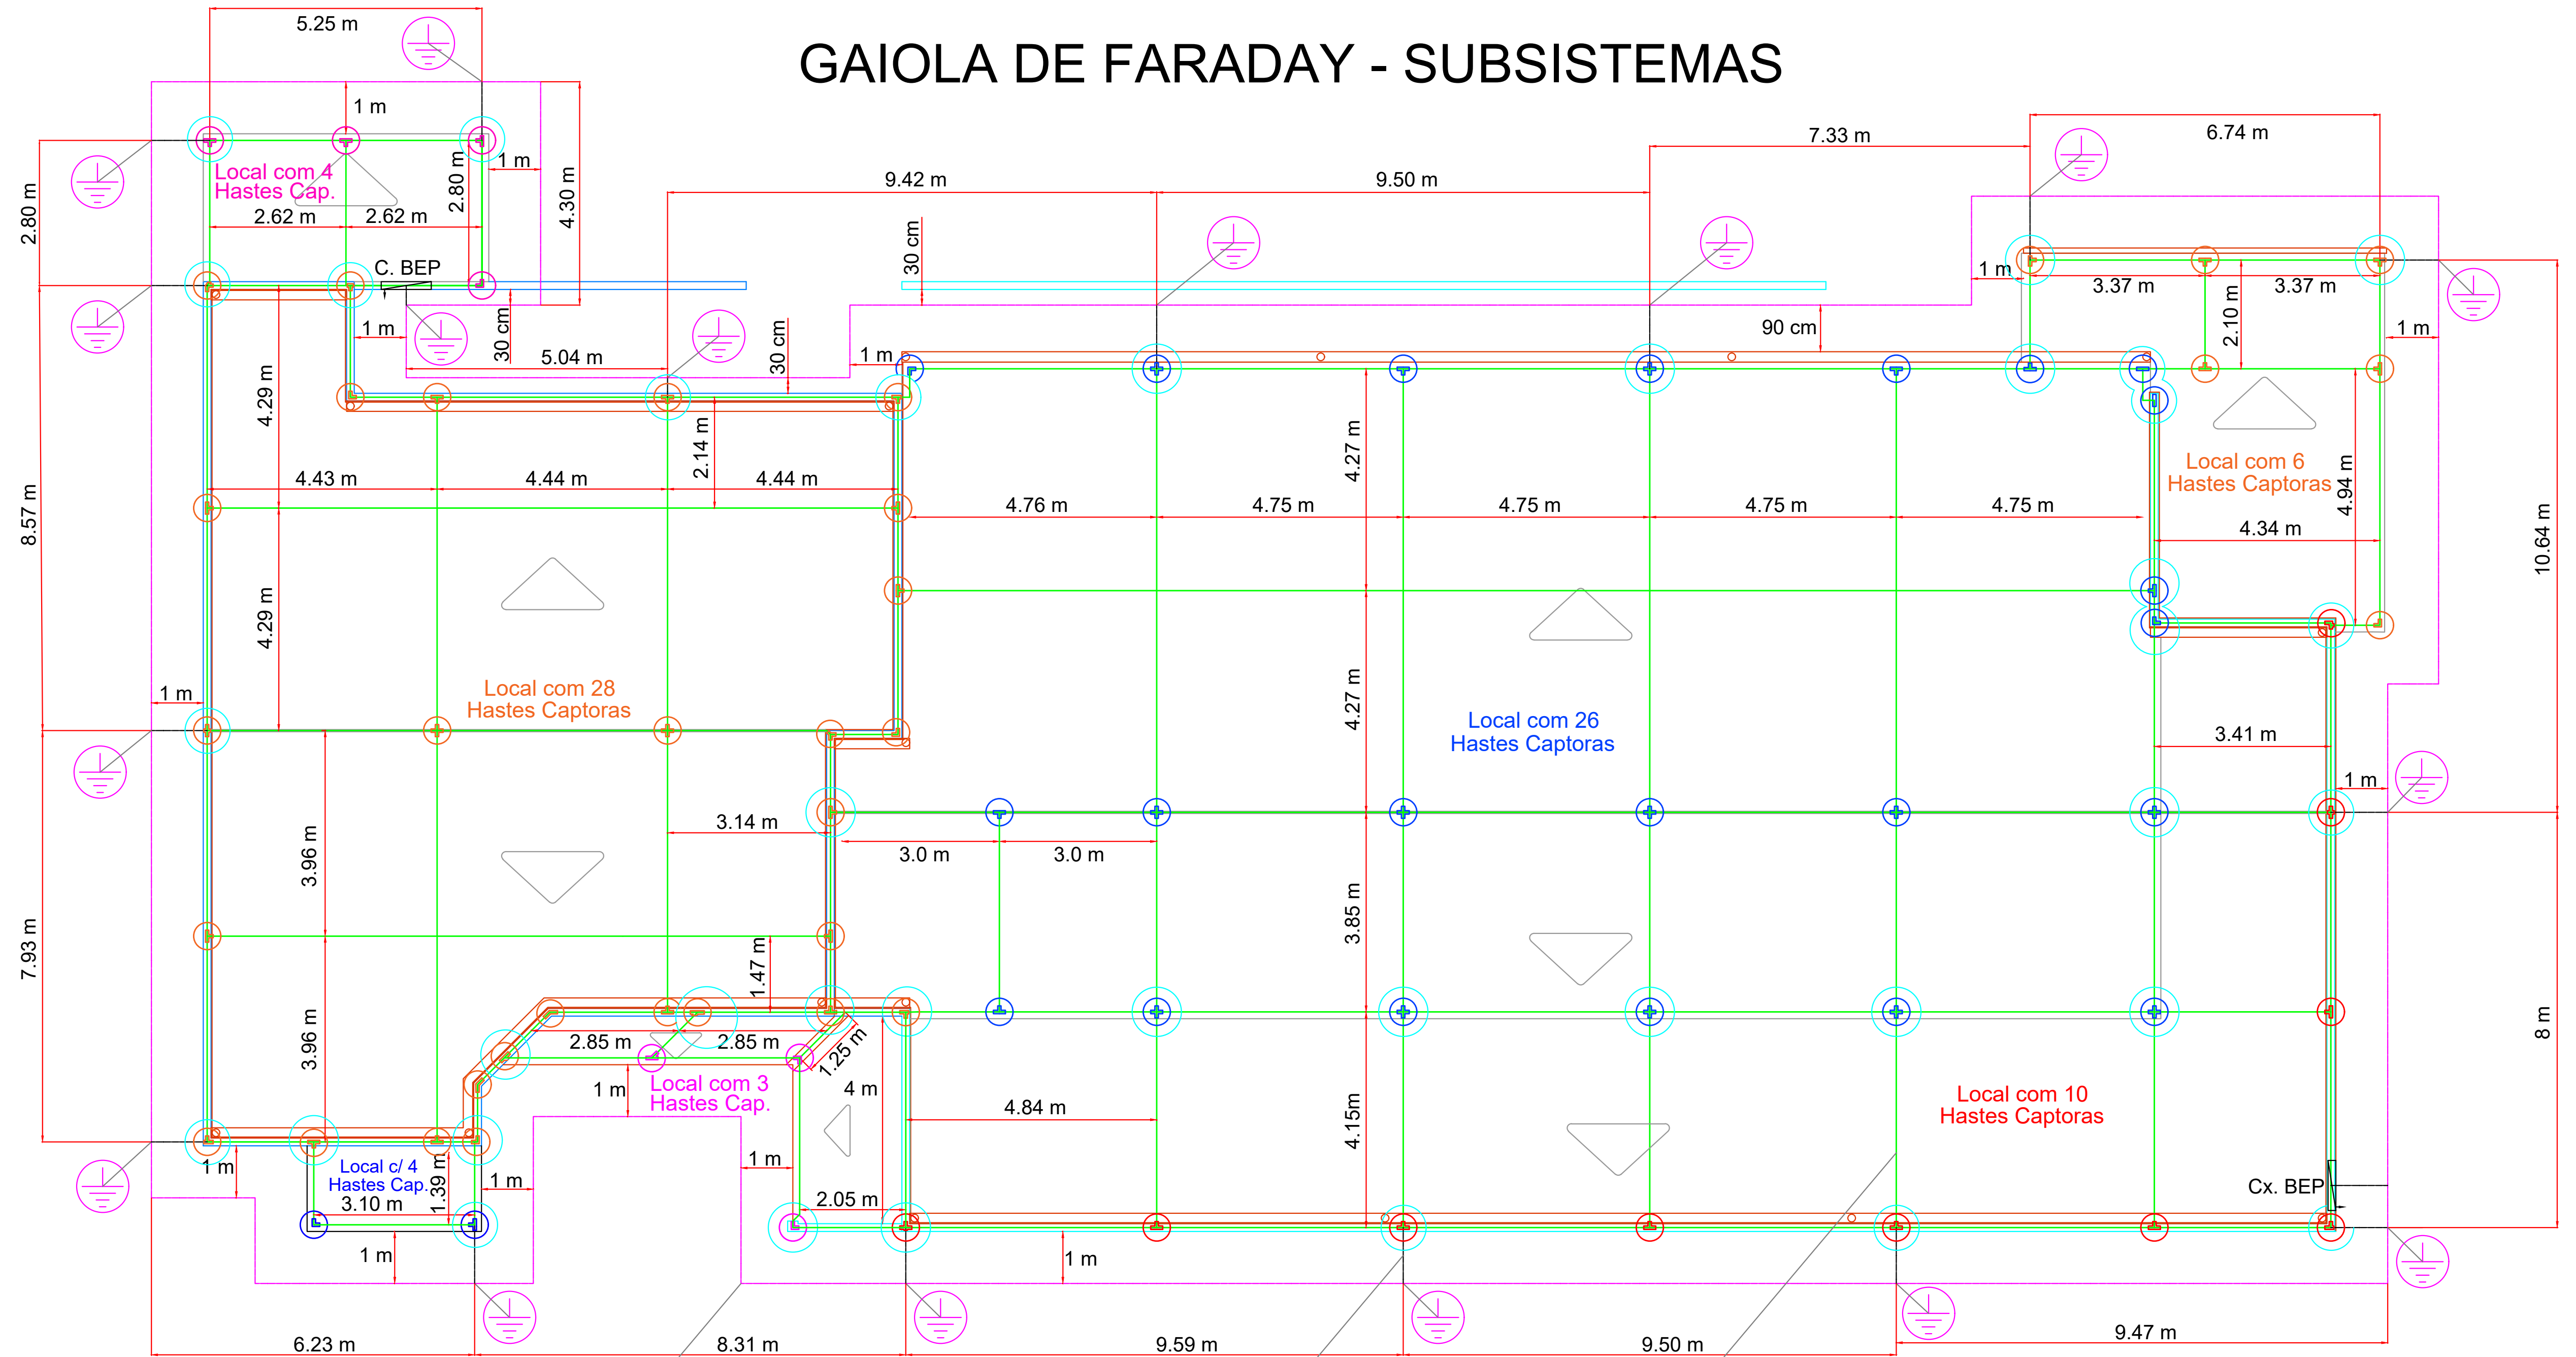 5.25 m
GAIOLA DE FARADAY - SUBSISTEMAS
1 m
7.33 m
6.74 m
Local com 4
Hastes Cap.
2.80 m
1 m
9.42 m
9.50 m
2.80 m
4.30 m
2.62 m
2.62 m
C. BEP
30 cm
1 m
3.37 m
3.37 m
2.10 m
1 m
30 cm
5.04 m
30 cm
1 m
90 cm
1 m
4.29 m
2.14 m
4.27 m
Local com 6
Hastes Captoras
4.94 m
4.43 m
4.44 m
4.44 m
4.76 m
4.75 m
4.75 m
4.75 m
4.75 m
4.34 m
8.57 m
10.64 m
4.29 m
Local com 28
Hastes Captoras
1 m
4.27 m
Local com 26
Hastes Captoras
3.41 m
1 m
3.14 m
3.0 m
3.0 m
3.96 m
3.85 m
7.93 m
1.47 m
8 m
3.96 m
2.85 m
2.85 m
1.25 m
1 m
Local com 3
Hastes Cap.
4 m
4.84 m
4.15m
Local com 10
Hastes Captoras
1 m
Local c/ 4
Hastes Cap.
3.10 m
1.39 m
1 m
1 m
2.05 m
Cx. BEP
1 m
1 m
6.23 m
8.31 m
9.59 m
9.50 m
9.47 m